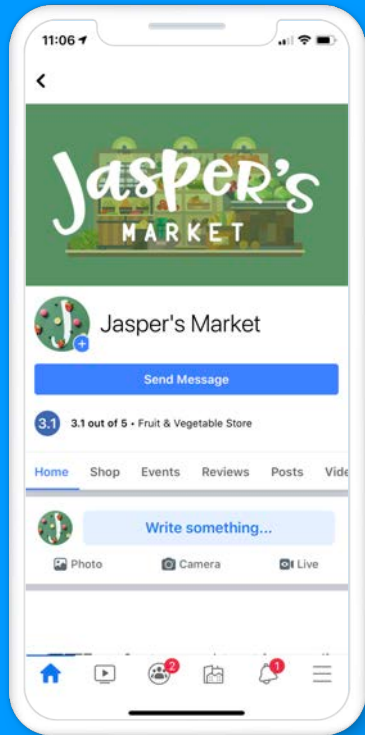 11:06
Jasper's
MARKET
Jasper's Market
Send Message
3.1 3.1 out of 5 • Fruit & Vegetable Store
Home Shop Events Reviews Posts Vide
Write something...
Photo Camera Live
2 1